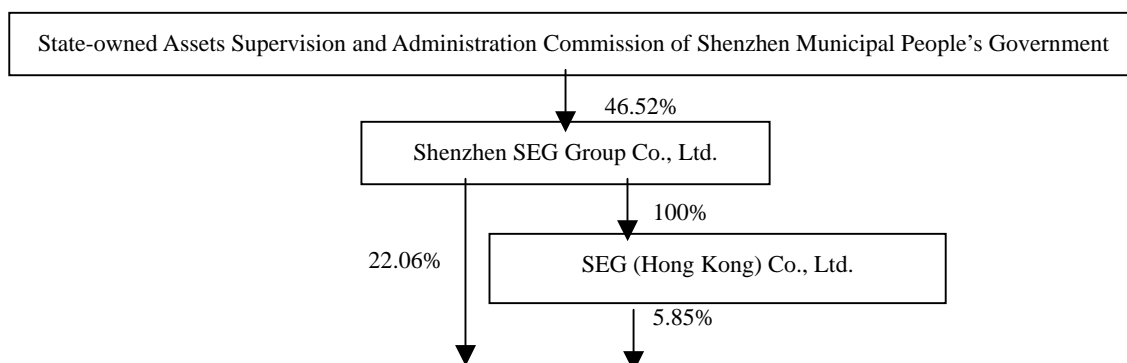 State-owned Assets Supervision and Administration Commission of Shenzhen Municipal People’s Government
46.52%
Shenzhen SEG Group Co., Ltd.
100%
22.06%
SEG (Hong Kong) Co., Ltd.
5.85%